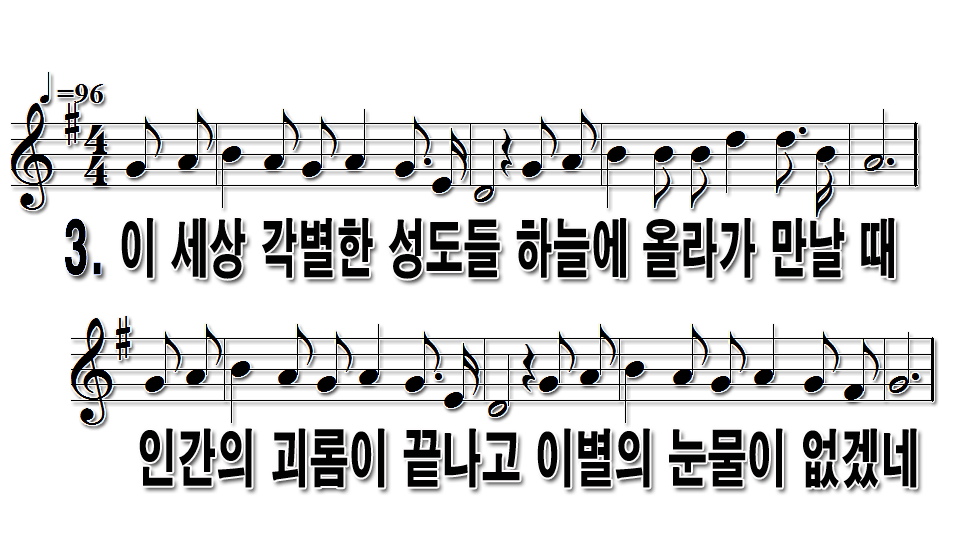 =96
4
4
3. 이 세상 각별한 성도들 하늘에 올라가 만날 때
인간의 괴롬이 끝나고 이별의 눈물이 없겠네